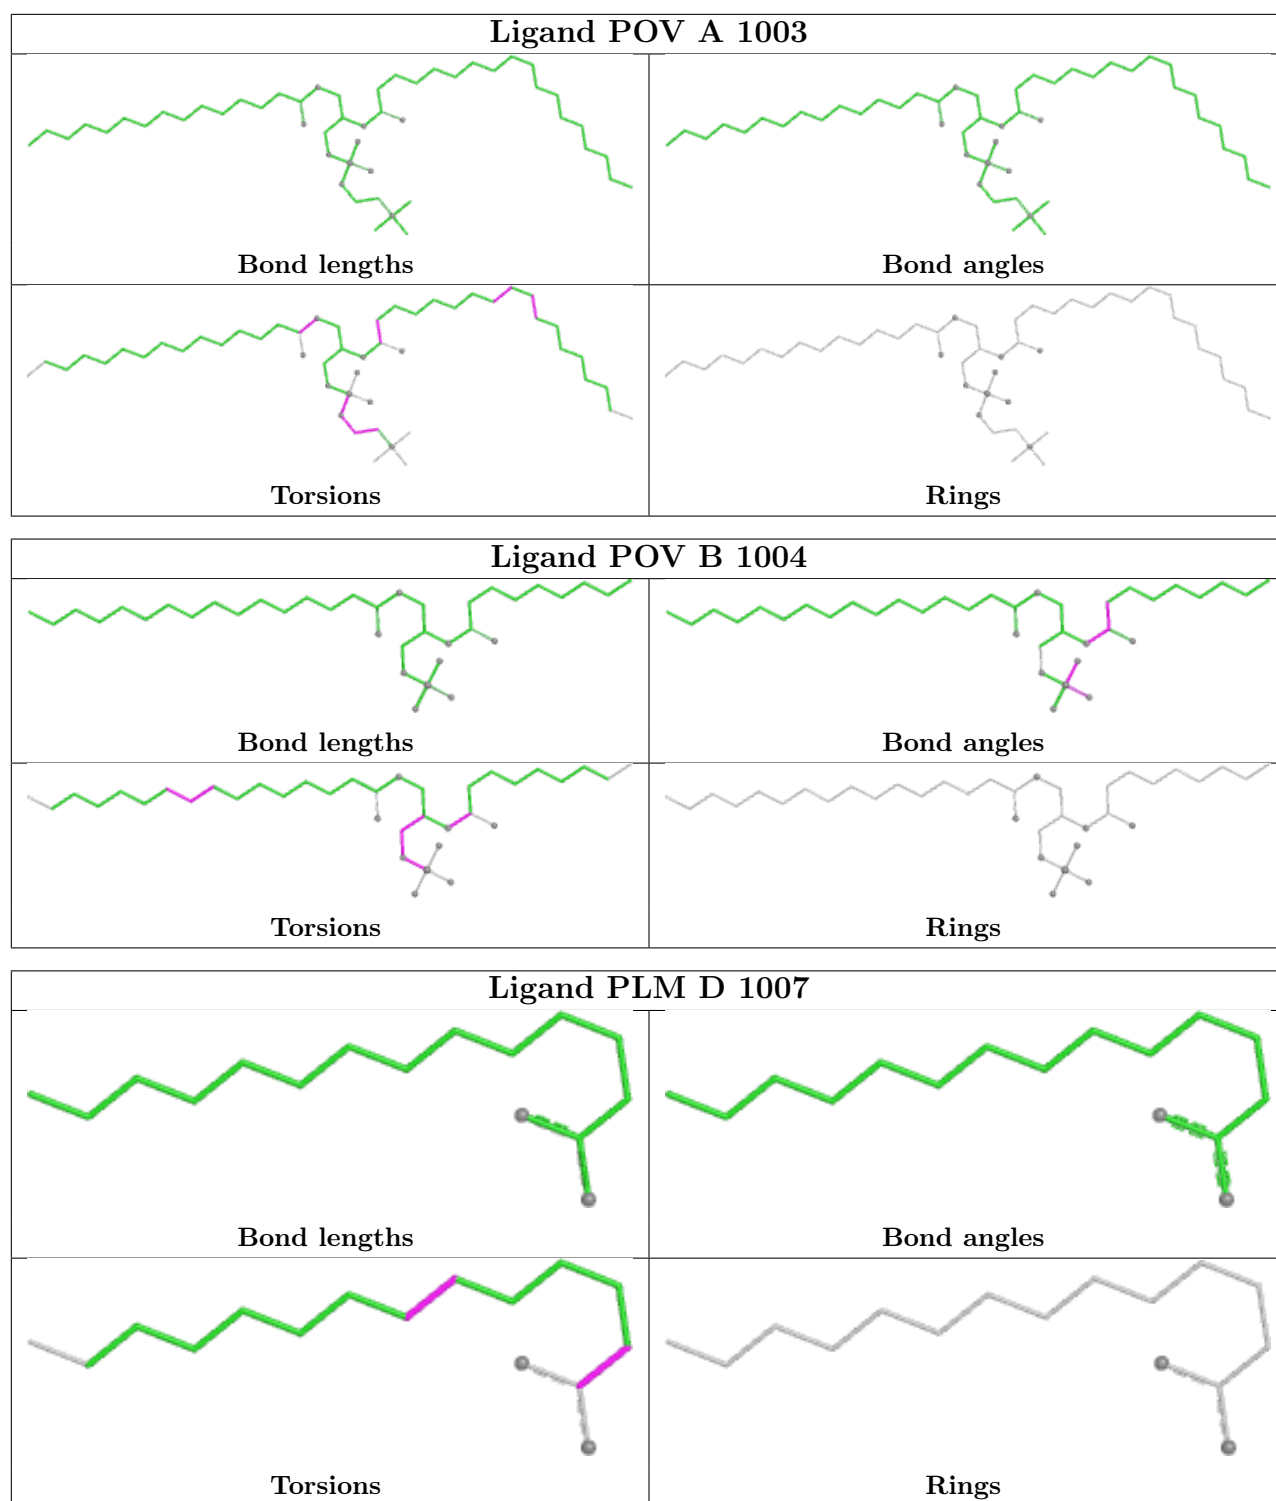 Ligand POV A 1003
Bond lengths
Bond angles
Torsions
Rings
Ligand POV B 1004
Bond lengths
Bond angles
Torsions
Rings
Ligand PLM D 1007
Bond lengths
Bond angles
Torsions
Rings